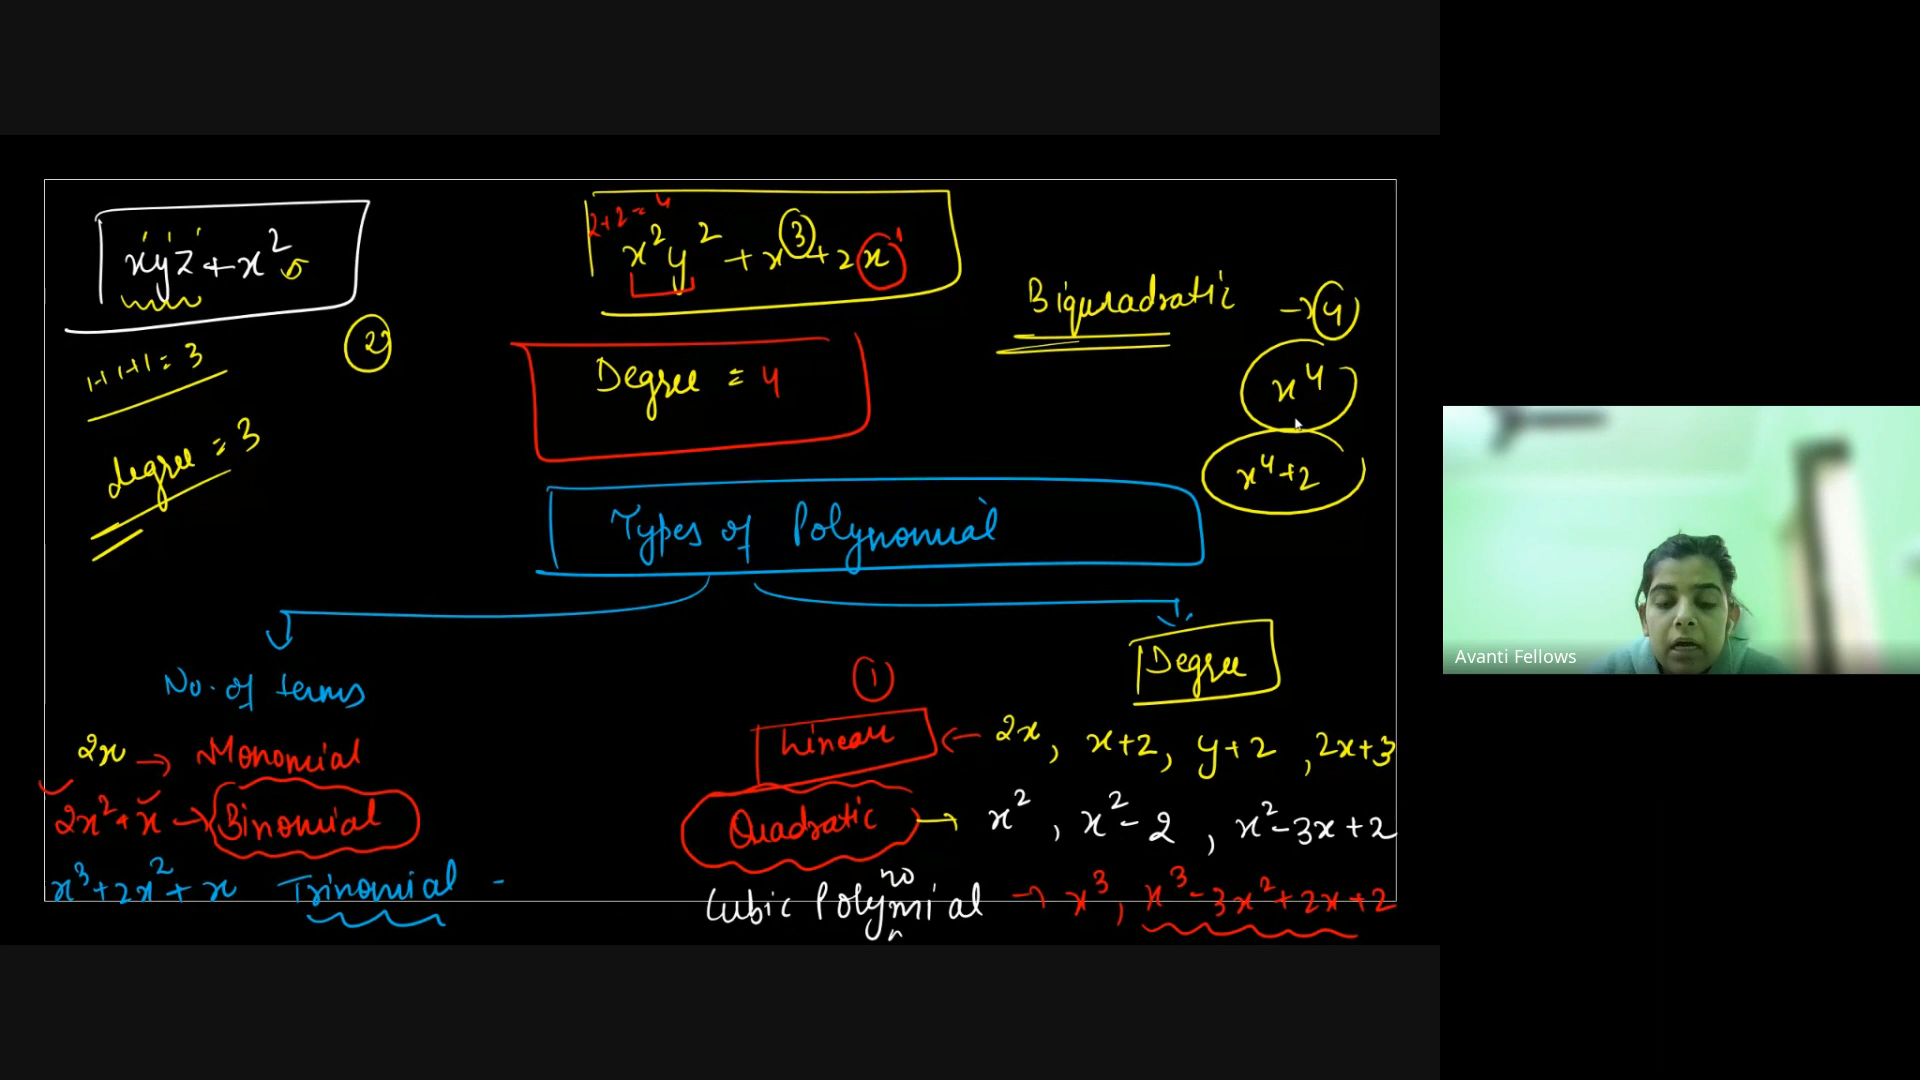 xyz + x²
1+1+1 = 3
2
degree = 3
2+2 = 4
x²y² + x³ + 2x¹
Degree = 4
Biquadratic → 4
x⁴
x⁴+2
Types of Polynomial
No. of terms
2x → Monomial
2x² + x → Binomial
x³+2x²+x Trinomial -
Degree
1
Linear ← 2x, x+2, y+2, 2x+3
Quadratic → x², x²-2, x²-3x+2
Cubic Polynomial → x³, x³-3x²+2x+2
Avanti Fellows